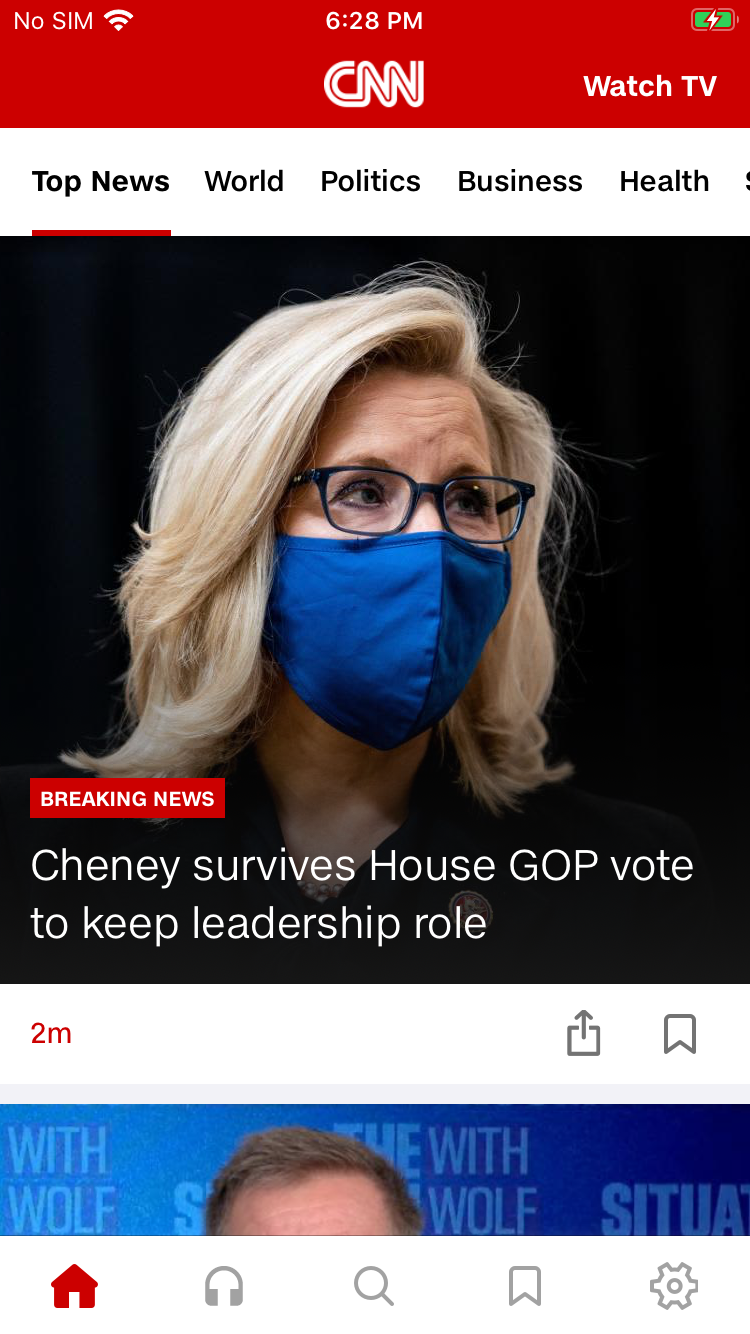 No SIM 6:28 PM
CNN Watch TV
Top News World Politics Business Health
BREAKING NEWS
Cheney survives House GOP vote
to keep leadership role
2m
WITH THE WITH
WOLF WOLF